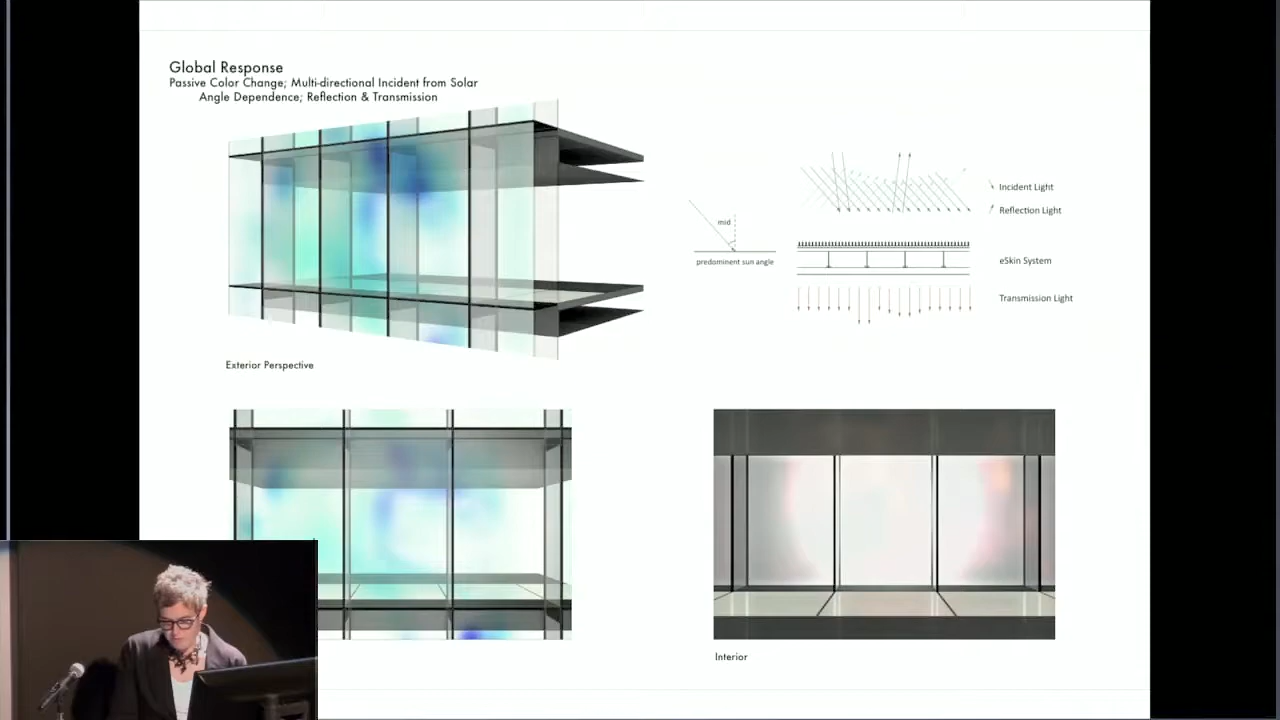 Global Response
Passive Color Change; Multi-directional Incident from Solar
Angle Dependence; Reflection & Transmission
Incident Light
Reflection Light
mid
predominent sun angle
eSkin System
Transmission Light
Exterior Perspective
Interior